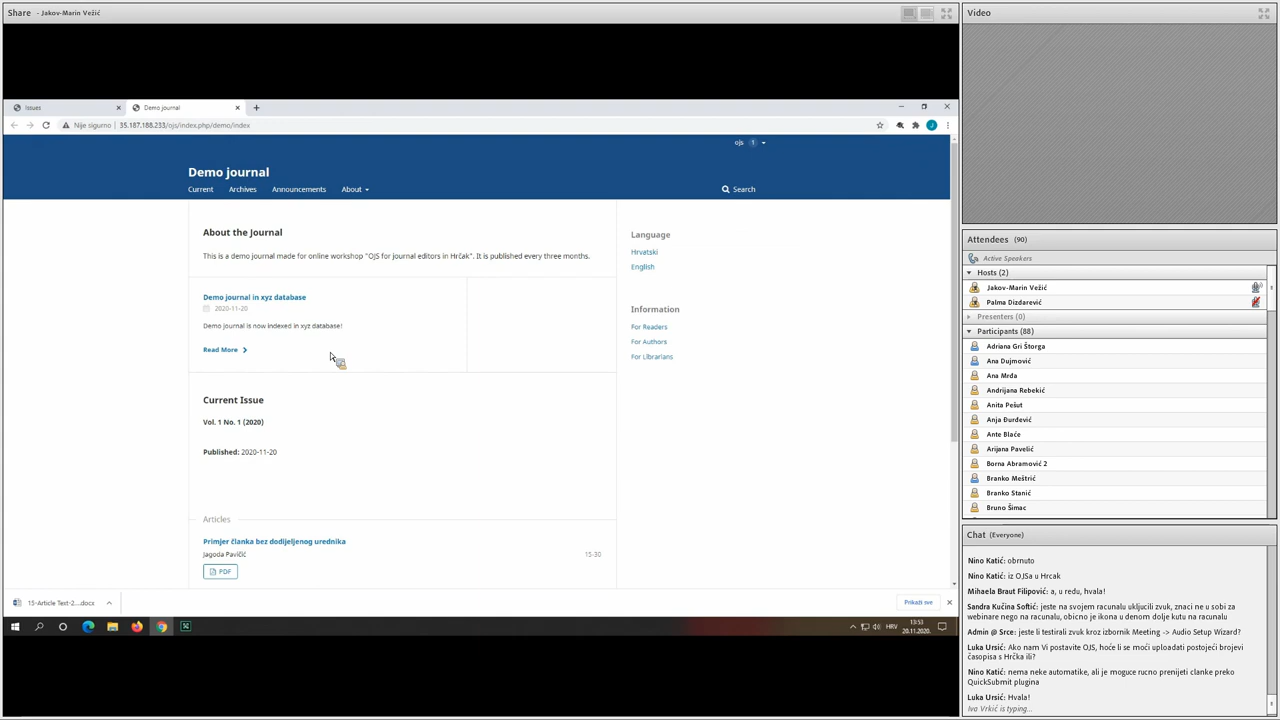 Share - Jakov-Marin Vežić
Issues
Demo journal
Nije sigurno
35.187.188.233/ojs/index.php/demo/index
ojs 1
Demo journal
Current
Archives
Announcements
About
Search
About the Journal
This is a demo journal made for online workshop "OJS for journal editors in Hrčak". It is published every three months.
Demo journal in xyz database
2020-11-20
Demo journal is now indexed in xyz database!
Read More
Current Issue
Vol. 1 No. 1 (2020)
Published: 2020-11-20
Articles
Primjer članka bez dodijeljenog urednika
Jagoda Pavičić
15-30
PDF
Language
Hrvatski
English
Information
For Readers
For Authors
For Librarians
15-Article Text-2....docx
Prikaži sve
HRV
13:53
20.11.2020.
Video
Attendees (90)
Active Speakers
Hosts (2)
Jakov-Marin Vežić
Palma Dizdarević
Presenters (0)
Participants (88)
Adriana Gri Štorga
Ana Dujmović
Ana Mrđa
Andrijana Rebekić
Anita Pešut
Anja Đurđević
Ante Blaće
Arijana Pavelić
Borna Abramović 2
Branko Meštrić
Branko Stanić
Bruno Šimac
Chat (Everyone)
Nino Katić: obrnuto
Nino Katić: iz OJSa u Hrcak
Mihaela Braut Filipović: a, u redu, hvala!
Sandra Kučina Softić: jeste na svojem racunalu ukljucili zvuk, znaci ne u sobi za
webinare nego na racunalu, obicno je ikona u denom dolje kutu na racunalu
Admin @ Srce: jeste li testirali zvuk kroz izbornik Meeting -> Audio Setup Wizard?
Luka Ursić: Ako nam Vi postavite OJS, hoće li se moći uploadati postojeći brojevi
časopisa s Hrčka ili?
Nino Katić: nema neke automatike, ali je moguce rucno prenijeti clanke preko
QuickSubmit plugina
Luka Ursić: Hvala!
Iva Vrkić is typing...